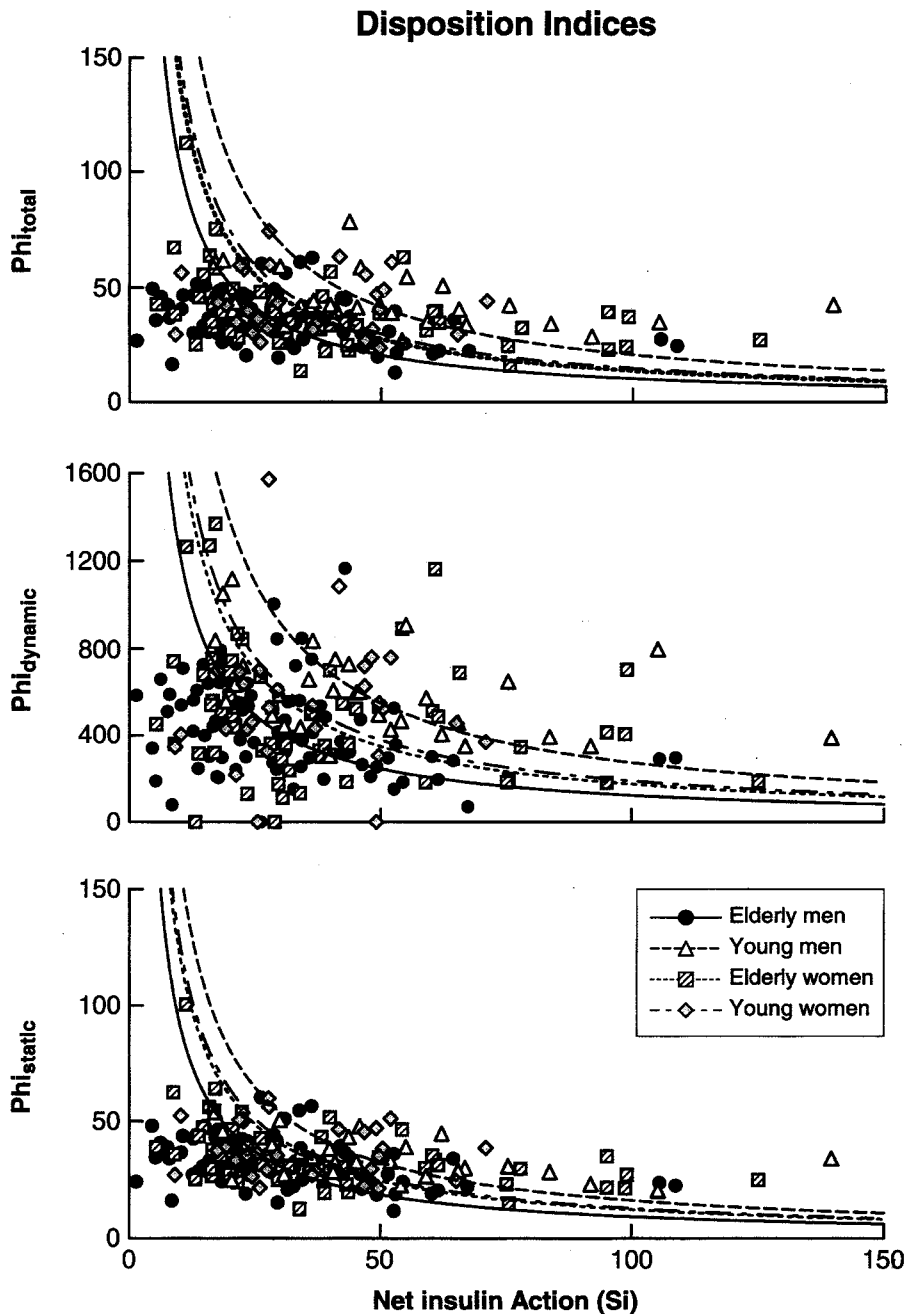 Disposition Indices
150
100
50
0
Phi_total
1600
1200
800
400
0
Phi_dynamic
150
100
50
0
Phi_static
Elderly men
Young men
Elderly women
Young women
0 50 100 150
Net insulin Action (Si)